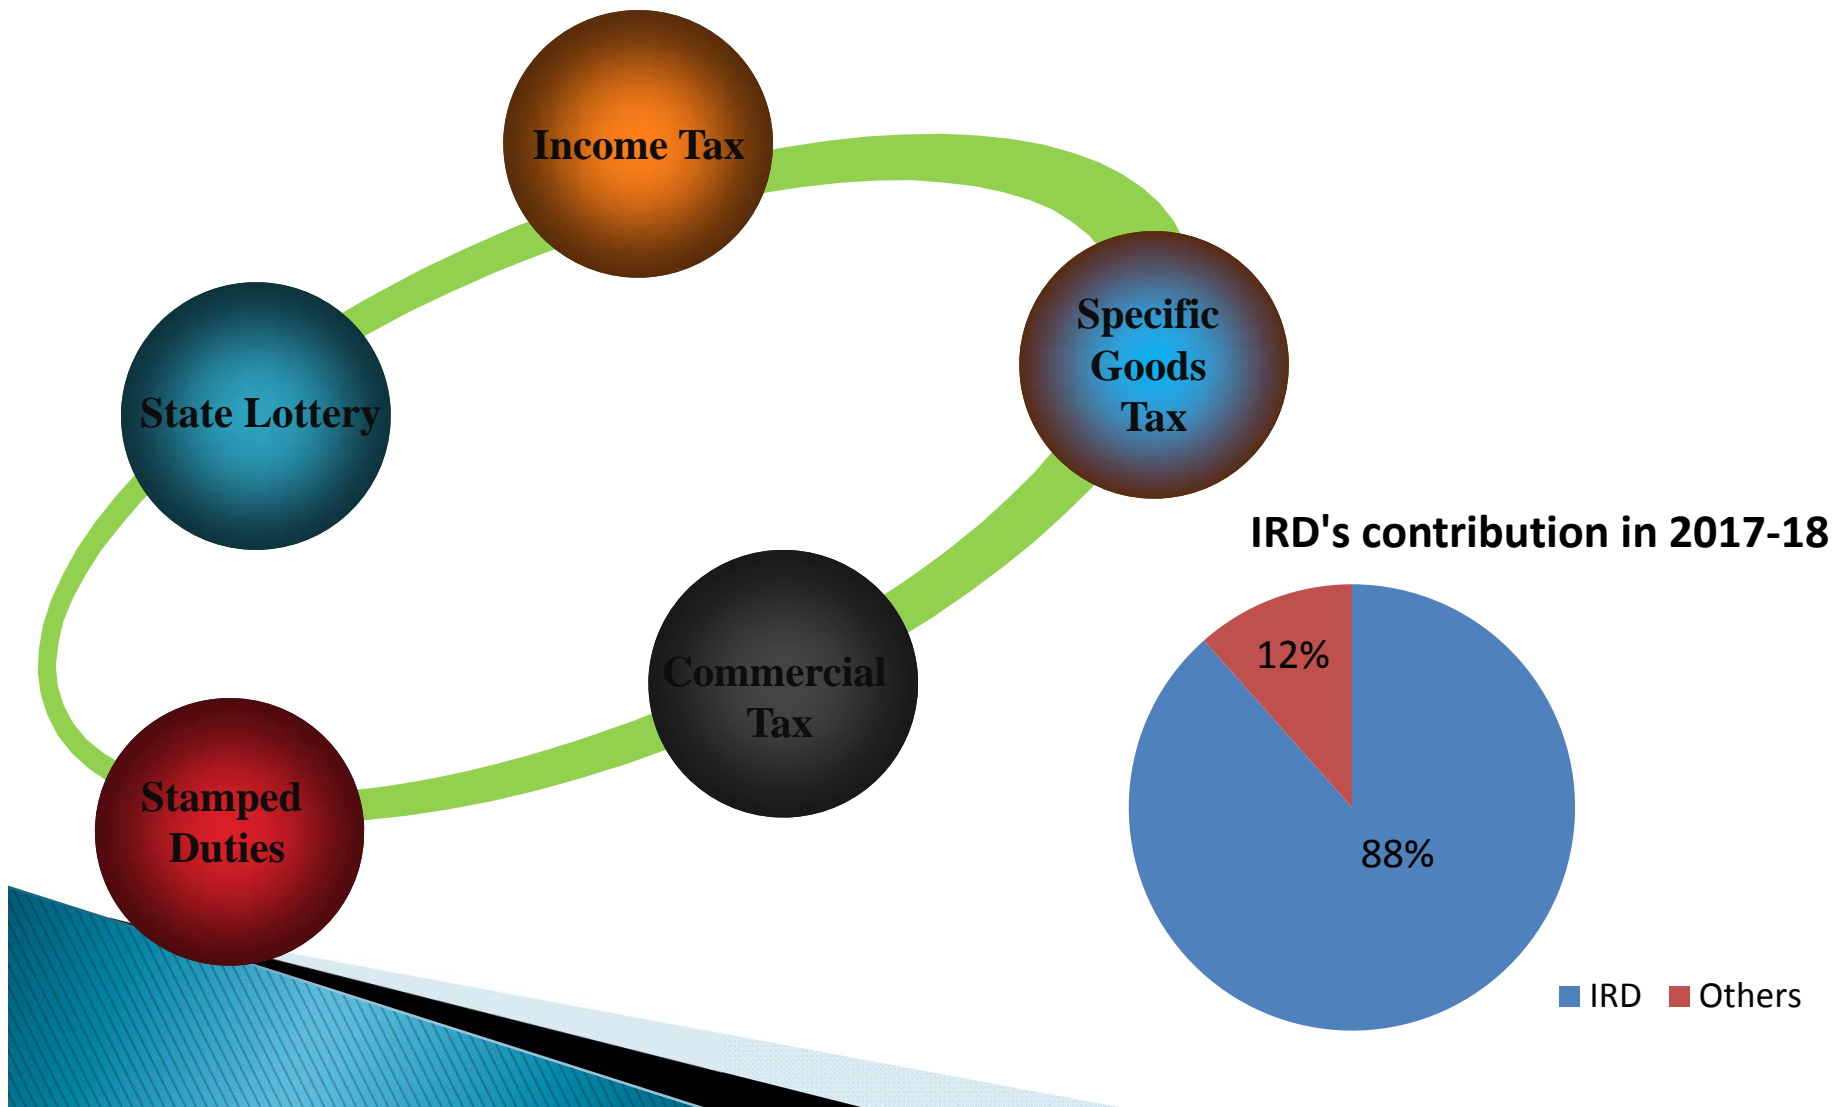 Income Tax
Specific
Goods
Tax
State Lottery
Commercial
Tax
Stamped
Duties
IRD's contribution in 2017-18
12%
88%
IRD
Others